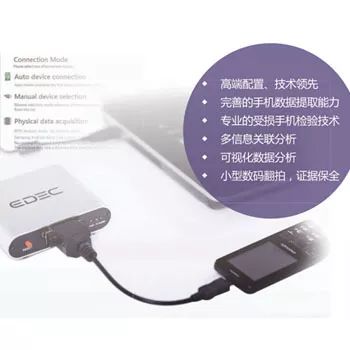 Connection Mode
Auto device connection
Manual device selection
Physical data acquisition
EDEC
高端配置、技术领先
完善的手机数据提取能力
专业的受损手机检验技术
多信息关联分析
可视化数据分析
小型数码翻拍，证据保全